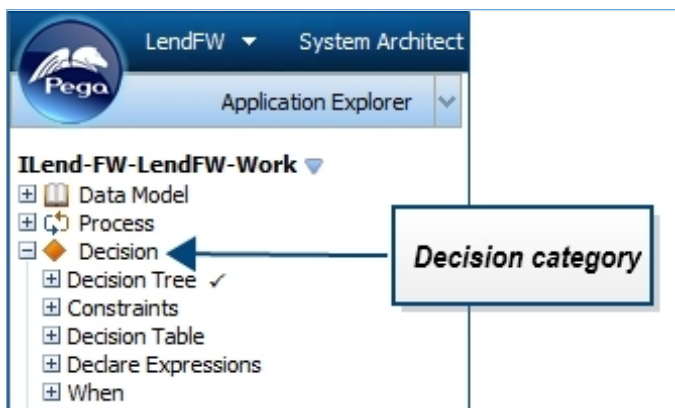 LendFW System Architect
Pega
Application Explorer
ILend-FW-LendFW-Work
Data Model
Process
Decision
Decision category
Decision Tree ✓
Constraints
Decision Table
Declare Expressions
When